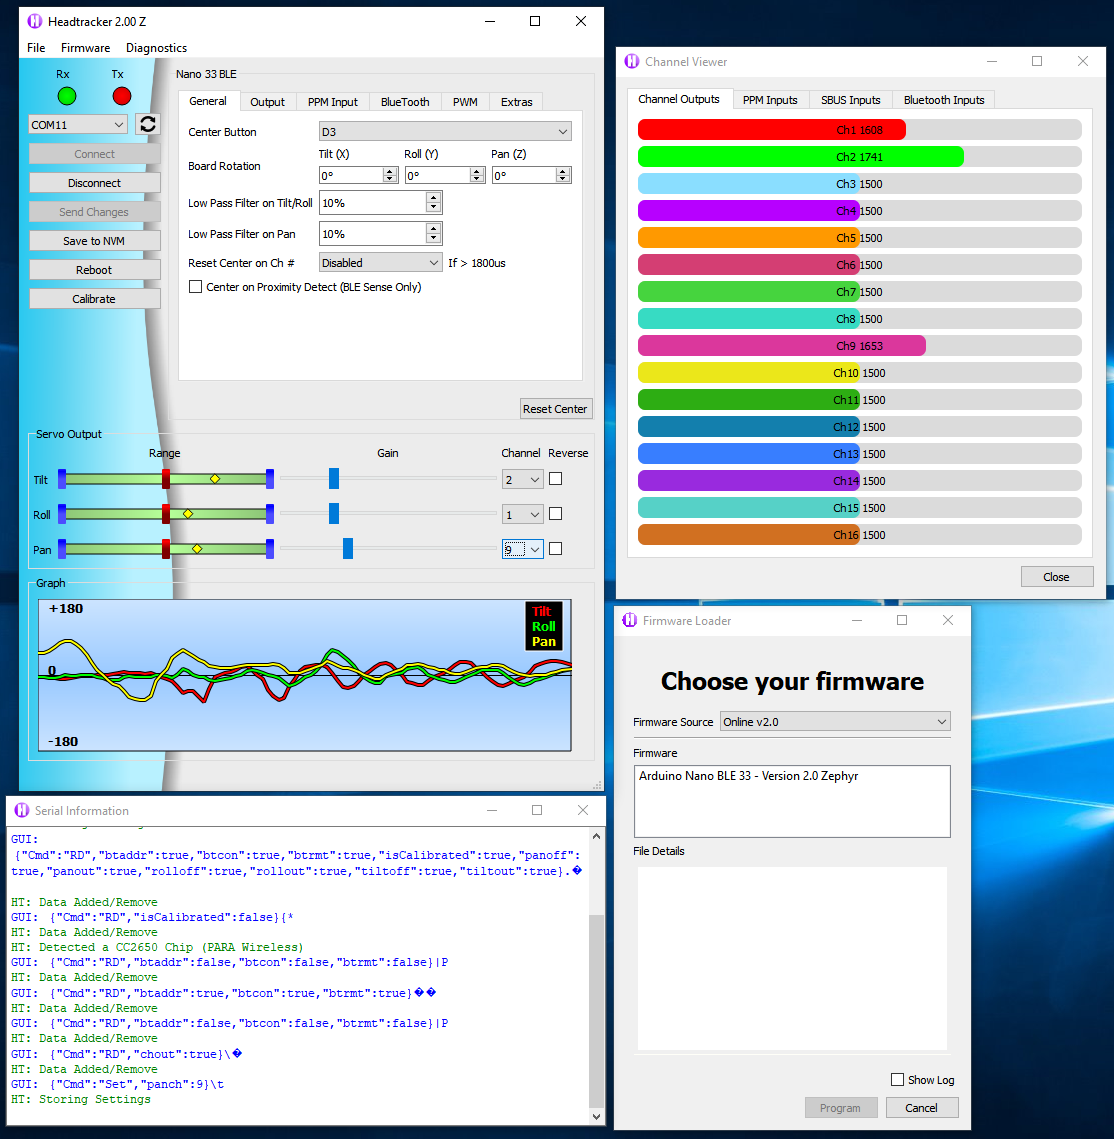 Headtracker 2.00 Z
File Firmware Diagnostics
Rx Tx
COM11
Connect
Disconnect
Send Changes
Save to NVM
Reboot
Calibrate
Nano 33 BLE
General Output PPM Input BlueTooth PWM Extras
Center Button D3
Tilt (X) Roll (Y) Pan (Z)
Board Rotation 0° 0° 0°
Low Pass Filter on Tilt/Roll 10%
Low Pass Filter on Pan 10%
Reset Center on Ch # Disabled If > 1800us
Center on Proximity Detect (BLE Sense Only)
Reset Center
Servo Output
Range Gain Channel Reverse
Tilt 2
Roll 1
Pan 9
Graph
+180
0
-180
Tilt
Roll
Pan
Channel Viewer
Channel Outputs PPM Inputs SBUS Inputs Bluetooth Inputs
Ch1 1608
Ch2 1741
Ch3 1500
Ch4 1500
Ch5 1500
Ch6 1500
Ch7 1500
Ch8 1500
Ch9 1653
Ch10 1500
Ch11 1500
Ch12 1500
Ch13 1500
Ch14 1500
Ch15 1500
Ch16 1500
Close
Serial Information
GUI:
{"Cmd":"RD","btaddr":true,"btcon":true,"btrmt":true,"isCalibrated":true,"panoff":
true,"panout":true,"rolloff":true,"rollout":true,"tiltoff":true,"tiltout":true}.�
HT: Data Added/Remove
GUI: {"Cmd":"RD","isCalibrated":false}{*
HT: Data Added/Remove
HT: Detected a CC2650 Chip (PARA Wireless)
GUI: {"Cmd":"RD","btaddr":false,"btcon":false,"btrmt":false}|P
HT: Data Added/Remove
GUI: {"Cmd":"RD","btaddr":true,"btcon":true,"btrmt":true}��
HT: Data Added/Remove
GUI: {"Cmd":"RD","btaddr":false,"btcon":false,"btrmt":false}|P
HT: Data Added/Remove
GUI: {"Cmd":"RD","chout":true}\�
HT: Data Added/Remove
GUI: {"Cmd":"Set","panch":9}\t
HT: Storing Settings
Firmware Loader
Choose your firmware
Firmware Source Online v2.0
Firmware
Arduino Nano BLE 33 - Version 2.0 Zephyr
File Details
Show Log
Program Cancel